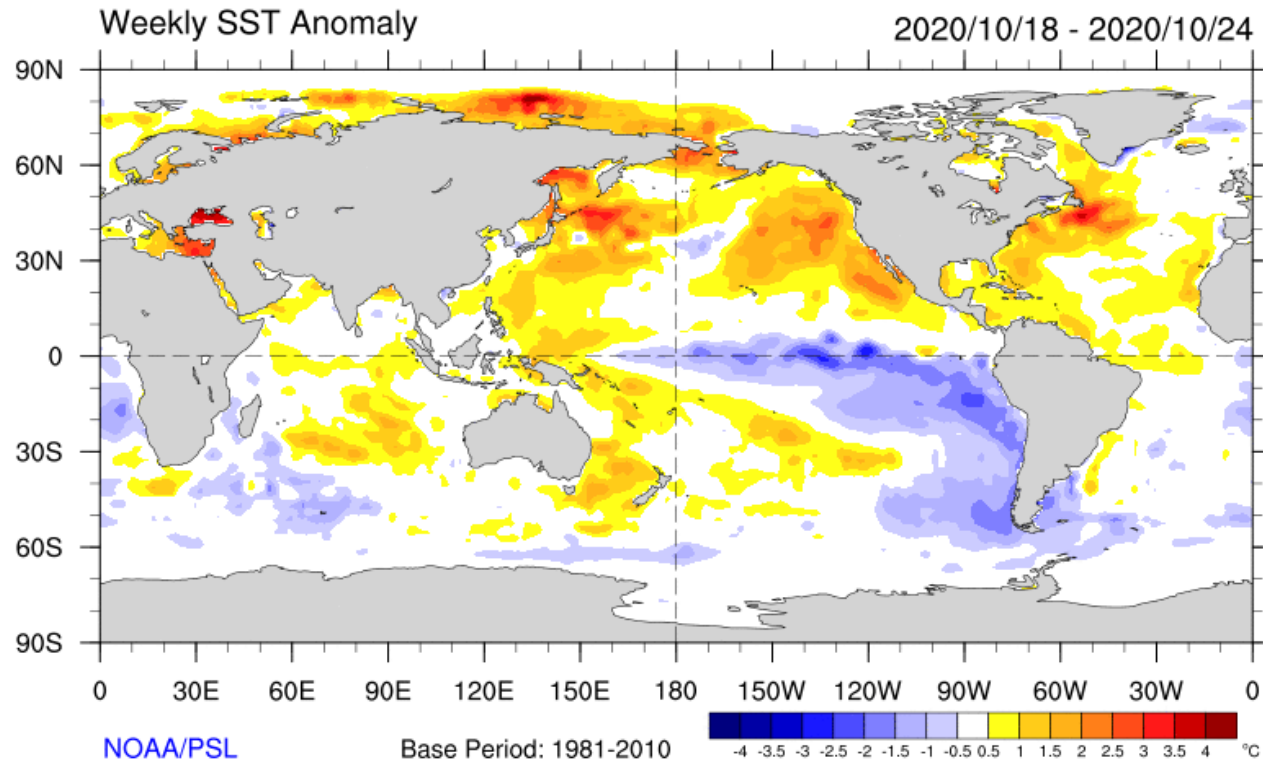 Weekly SST Anomaly 2020/10/18 - 2020/10/24
90N
60N
30N
0
30S
60S
90S
0 30E 60E 90E 120E 150E 180 150W 120W 90W 60W 30W 0
NOAA/PSL Base Period: 1981-2010
-4 -3.5 -3 -2.5 -2 -1.5 -1 -0.5 0.5 1 1.5 2 2.5 3 3.5 4 °C